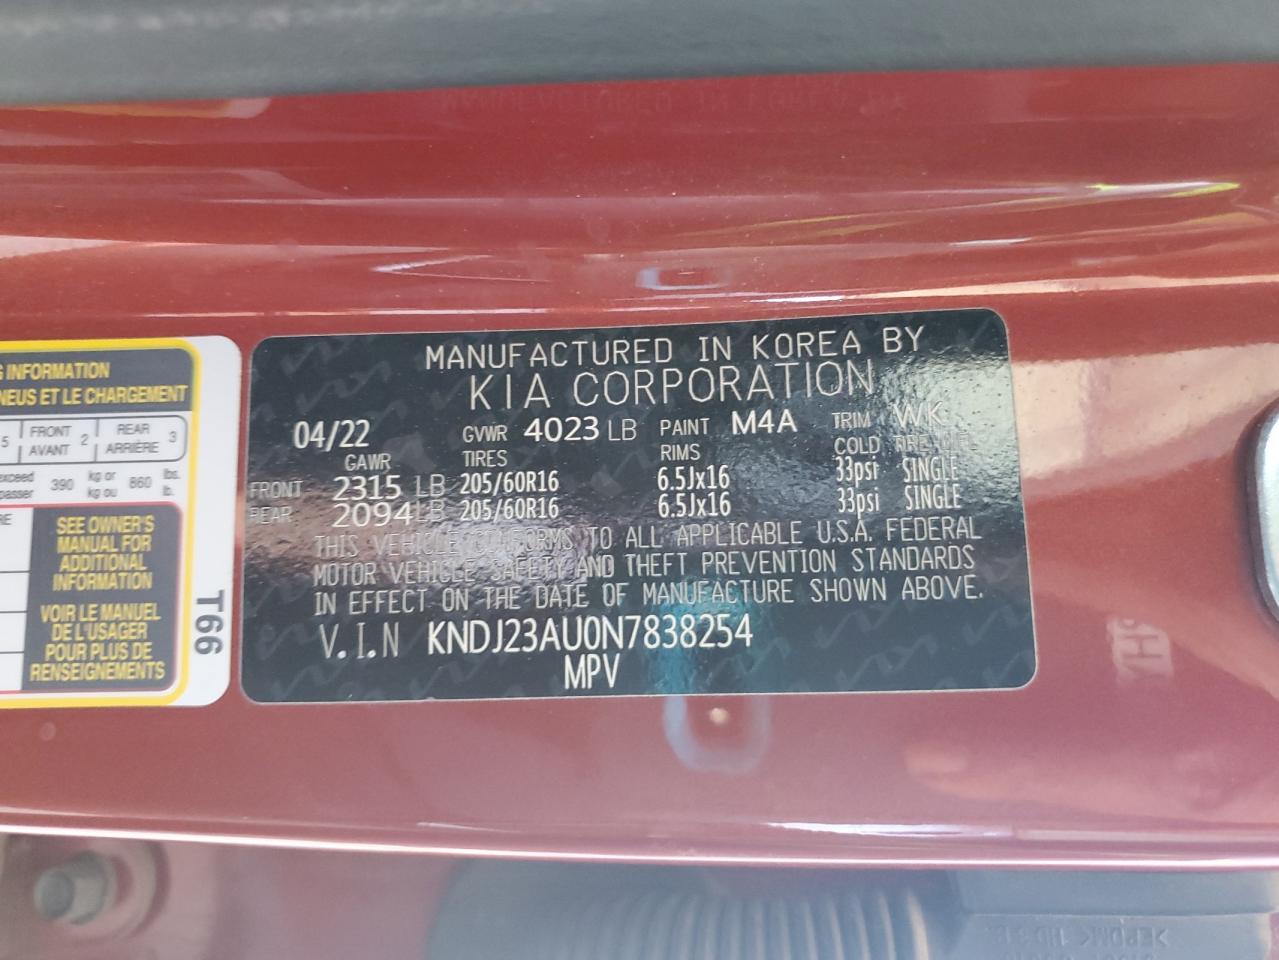 MANUFACTURED IN KOREA BY
KIA CORPORATION
04/22 GVWR 4023 LB PAINT M4A TRIM WK
GAWR TIRES RIMS COLD
FRONT 2315 LB 205/60R16 6.5Jx16 33psi SINGLE
REAR 2094 LB 205/60R16 6.5Jx16 33psi SINGLE
THIS VEHICLE CONFORMS TO ALL APPLICABLE U.S.A. FEDERAL
MOTOR VEHICLE SAFETY AND THEFT PREVENTION STANDARDS
IN EFFECT ON THE DATE OF MANUFACTURE SHOWN ABOVE.
V.I.N KNDJ23AU0N7838254
MPV
INFORMATION
ET LE CHARGEMENT
5 FRONT 2 REAR 3
AVANT ARRIÈRE
exceed 390 kg or 860 lbs.
kg ou lb.
SEE OWNER'S
MANUAL FOR
ADDITIONAL
INFORMATION
VOIR LE MANUEL
DE L'USAGER
POUR PLUS DE
RENSEIGNEMENTS
T66